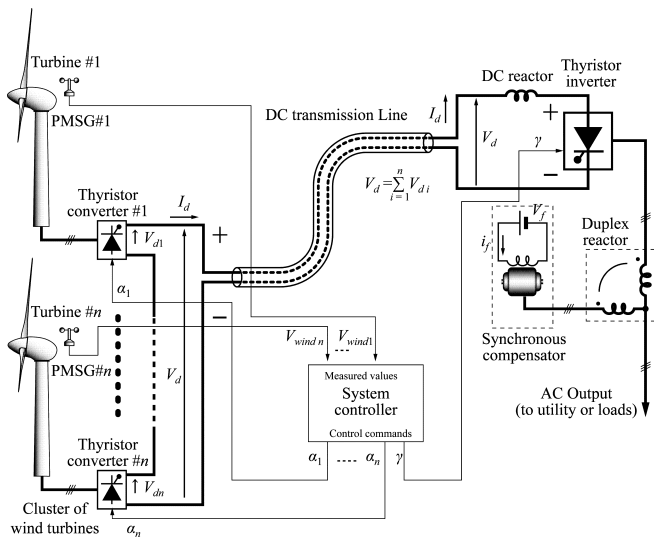 Turbine #1
PMSG#1
Thyristor
converter #1
I_d
V_d1
α_1
+
−
Turbine #n
PMSG#n
V_d
Thyristor
converter #n
V_dn
α_n
Cluster of
wind turbines
DC transmission Line
V_d = ∑_{i=1}^{n} V_di
V_wind n
V_wind1
Measured values
System
controller
Control commands
α_1
α_n
γ
DC reactor
Thyristor
inverter
I_d
V_d
+
γ
−
V_f
i_f
Duplex
reactor
Synchronous
compensator
AC Output
(to utility or loads)